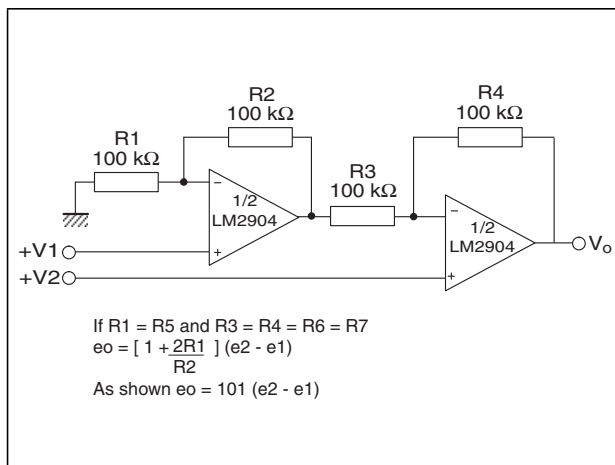 R2
100 kΩ
R4
100 kΩ
R1
100 kΩ
R3
100 kΩ
1/2
LM2904
1/2
LM2904
Vo
+V1
+V2
If R1 = R5 and R3 = R4 = R6 = R7
eo = [ 1 + 2R1 ] (e2 - e1)
R2
As shown eo = 101 (e2 - e1)